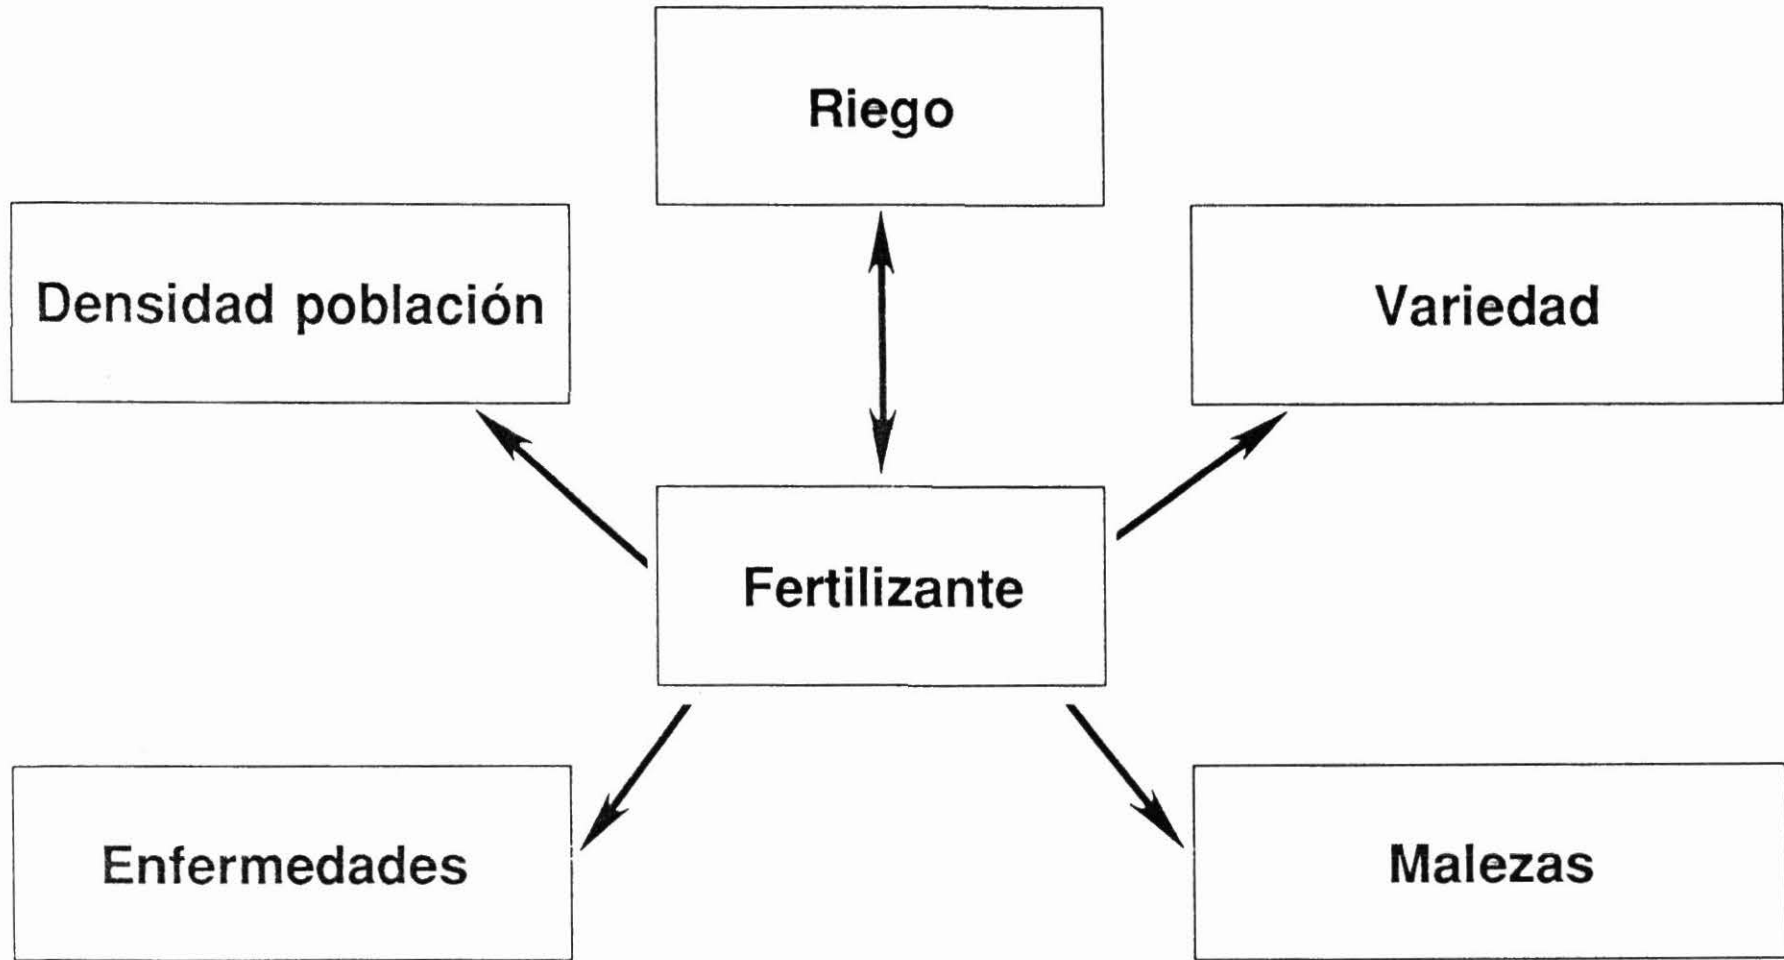 Riego
Densidad población
Variedad
Fertilizante
Enfermedades
Malezas